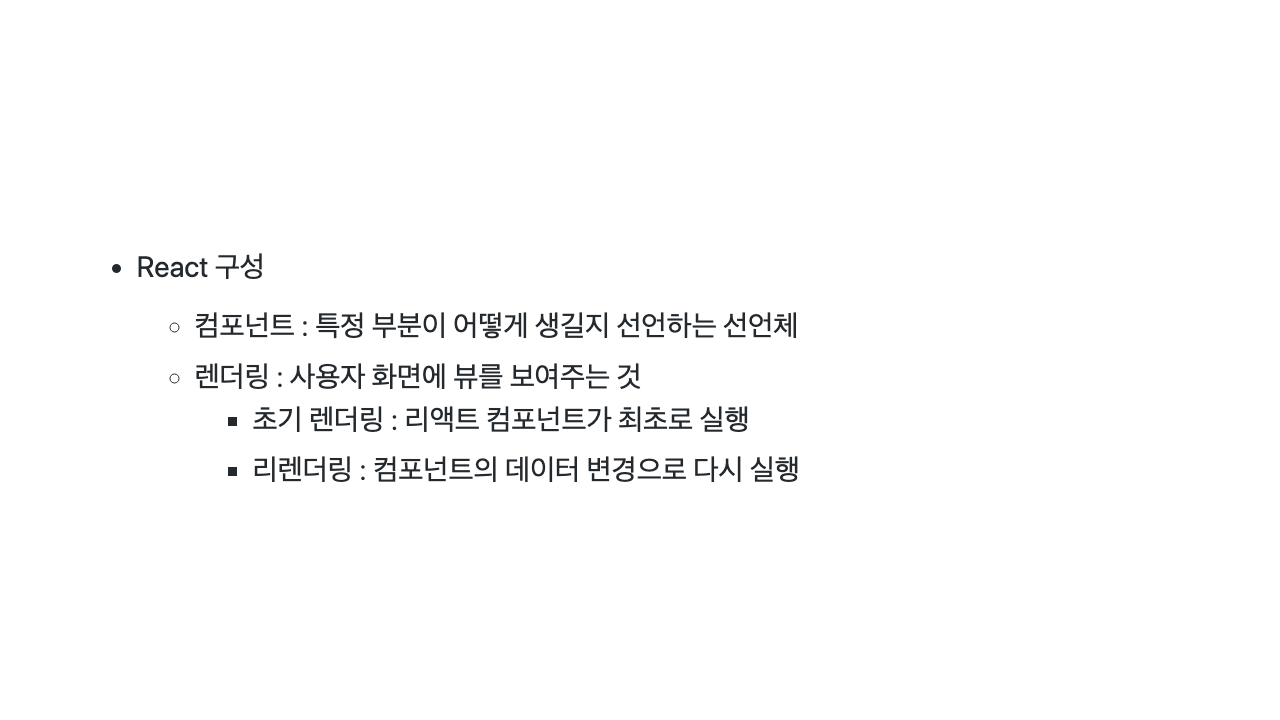 React 구성
컴포넌트 : 특정 부분이 어떻게 생길지 선언하는 선언체
렌더링 : 사용자 화면에 뷰를 보여주는 것
초기 렌더링 : 리액트 컴포넌트가 최초로 실행
리렌더링 : 컴포넌트의 데이터 변경으로 다시 실행